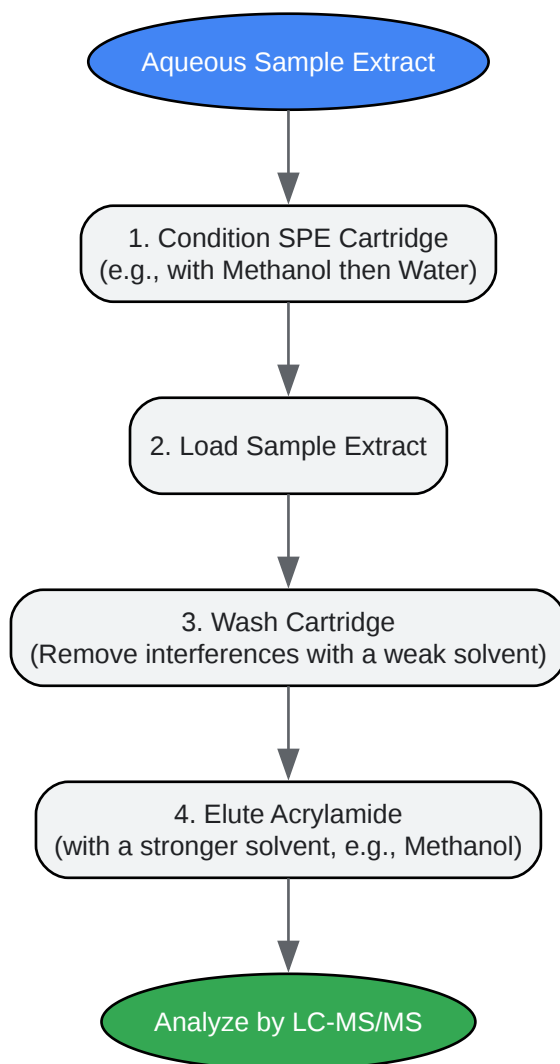 Aqueous Sample Extract
1. Condition SPE Cartridge
(e.g., with Methanol then Water)
2. Load Sample Extract
3. Wash Cartridge
(Remove interferences with a weak solvent)
4. Elute Acrylamide
(with a stronger solvent, e.g., Methanol)
Analyze by LC-MS/MS